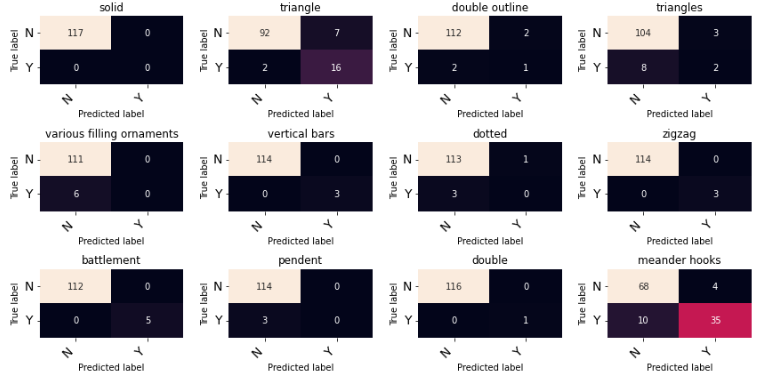 solid triangle double outline triangles
N 117 0 N 92 7 N 112 2 N 104 3
True label True label True label True label
Y 0 0 Y 2 16 Y 2 1 Y 8 2
N Y N Y N Y N Y
Predicted label Predicted label Predicted label Predicted label
various filling ornaments vertical bars dotted zigzag
N 111 0 N 114 0 N 113 1 N 114 0
True label True label True label True label
Y 6 0 Y 0 3 Y 3 0 Y 0 3
N Y N Y N Y N Y
Predicted label Predicted label Predicted label Predicted label
battlement pendent double meander hooks
N 112 0 N 114 0 N 116 0 N 68 4
True label True label True label True label
Y 0 5 Y 3 0 Y 0 1 Y 10 35
N Y N Y N Y N Y
Predicted label Predicted label Predicted label Predicted label